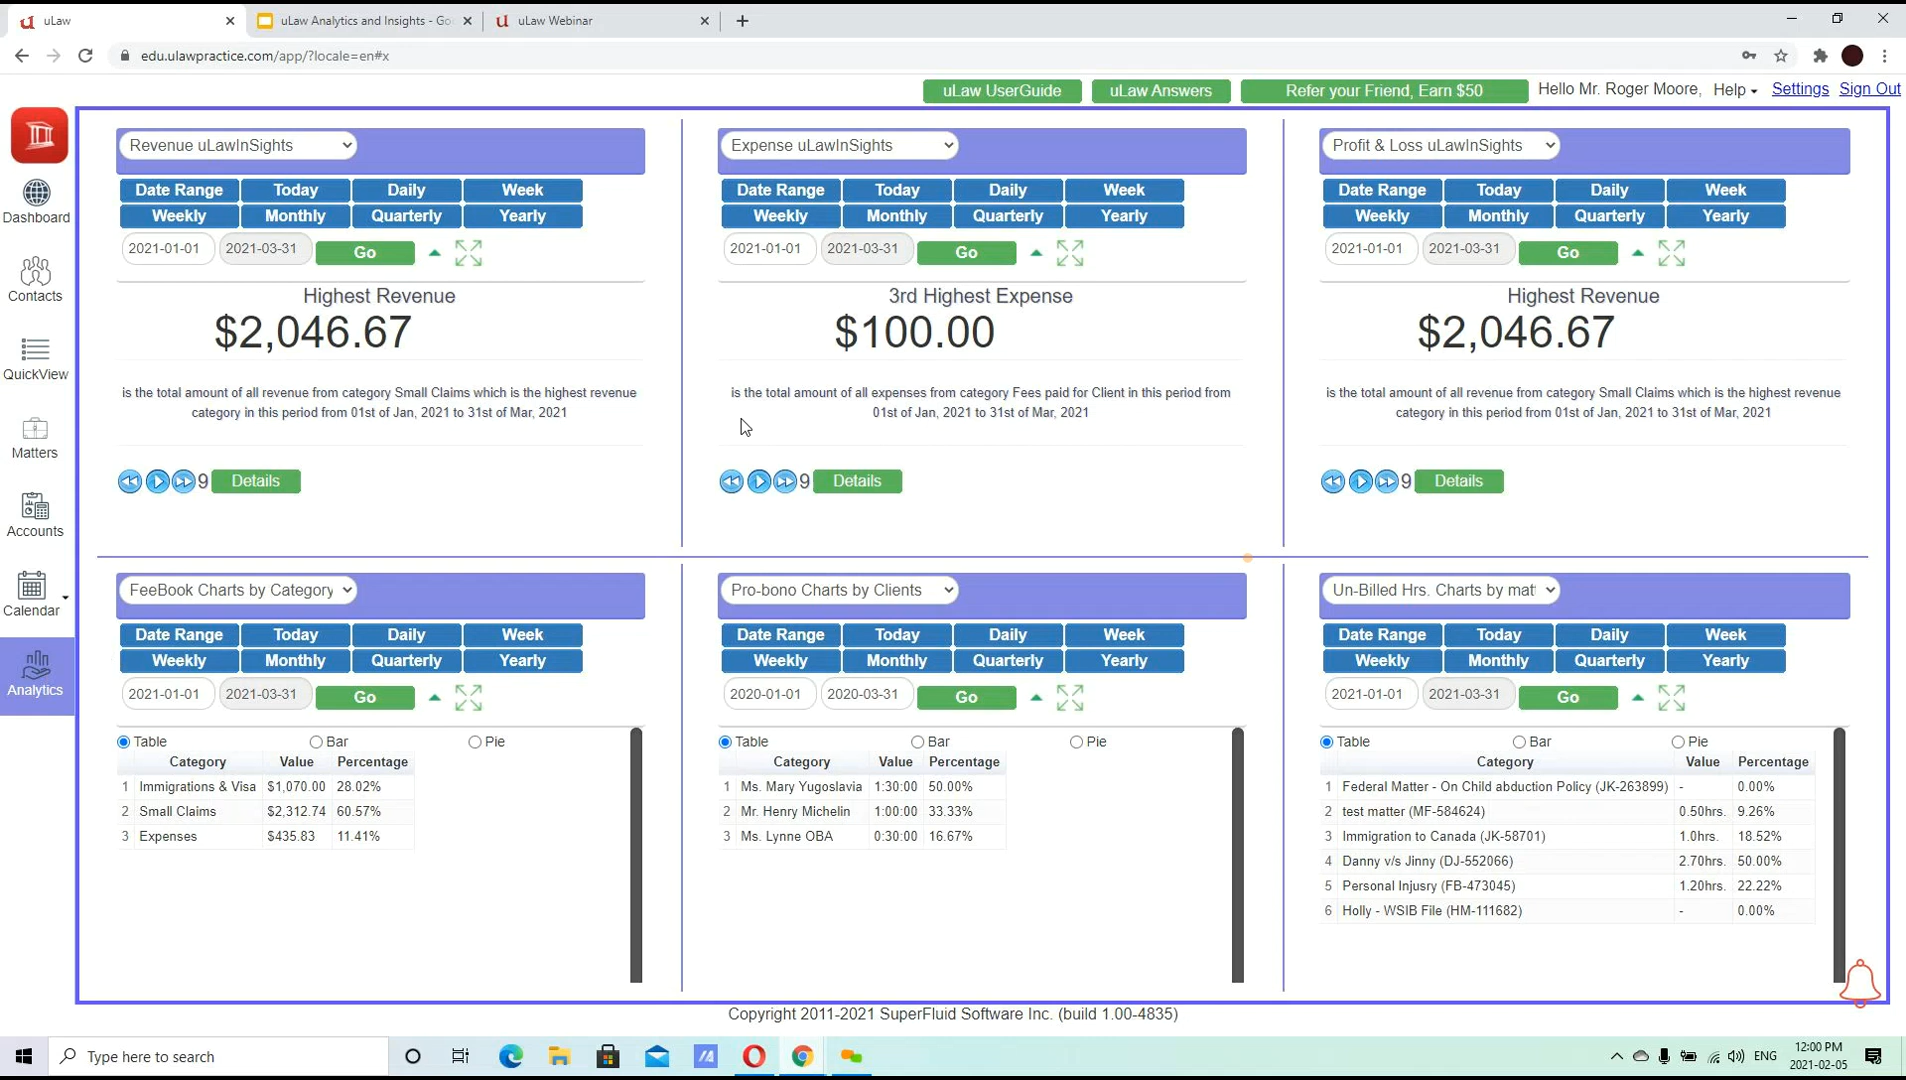 uLaw
uLaw Analytics and Insights - Go
uLaw Webinar
edu.ulawpractice.com/app/?locale=en#x
uLaw UserGuide
uLaw Answers
Refer your Friend, Earn $50
Hello Mr. Roger Moore,
Help
Settings
Sign Out
Dashboard
Contacts
QuickView
Matters
Accounts
Calendar
Analytics
Revenue uLawInSights
Date Range Today Daily Week
Weekly Monthly Quarterly Yearly
2021-01-01 2021-03-31 Go
Highest Revenue
$2,046.67
is the total amount of all revenue from category Small Claims which is the highest revenue
category in this period from 01st of Jan, 2021 to 31st of Mar, 2021
9 Details
Expense uLawInSights
Date Range Today Daily Week
Weekly Monthly Quarterly Yearly
2021-01-01 2021-03-31 Go
3rd Highest Expense
$100.00
is the total amount of all expenses from category Fees paid for Client in this period from
01st of Jan, 2021 to 31st of Mar, 2021
9 Details
Profit & Loss uLawInSights
Date Range Today Daily Week
Weekly Monthly Quarterly Yearly
2021-01-01 2021-03-31 Go
Highest Revenue
$2,046.67
is the total amount of all revenue from category Small Claims which is the highest revenue
category in this period from 01st of Jan, 2021 to 31st of Mar, 2021
9 Details
FeeBook Charts by Category
Date Range Today Daily Week
Weekly Monthly Quarterly Yearly
2021-01-01 2021-03-31 Go
Table Bar Pie
Category Value Percentage
1 Immigrations & Visa $1,070.00 28.02%
2 Small Claims $2,312.74 60.57%
3 Expenses $435.83 11.41%
Pro-bono Charts by Clients
Date Range Today Daily Week
Weekly Monthly Quarterly Yearly
2020-01-01 2020-03-31 Go
Table Bar Pie
Category Value Percentage
1 Ms. Mary Yugoslavia 1:30:00 50.00%
2 Mr. Henry Michelin 1:00:00 33.33%
3 Ms. Lynne OBA 0:30:00 16.67%
Un-Billed Hrs. Charts by mat
Date Range Today Daily Week
Weekly Monthly Quarterly Yearly
2021-01-01 2021-03-31 Go
Table Bar Pie
Category Value Percentage
1 Federal Matter - On Child abduction Policy (JK-263899) - 0.00%
2 test matter (MF-584624) 0.50hrs. 9.26%
3 Immigration to Canada (JK-58701) 1.0hrs. 18.52%
4 Danny v/s Jinny (DJ-552066) 2.70hrs. 50.00%
5 Personal Injusry (FB-473045) 1.20hrs. 22.22%
6 Holly - WSIB File (HM-111682) - 0.00%
Copyright 2011-2021 SuperFluid Software Inc. (build 1.00-4835)
Type here to search
ENG
12:00 PM
2021-02-05